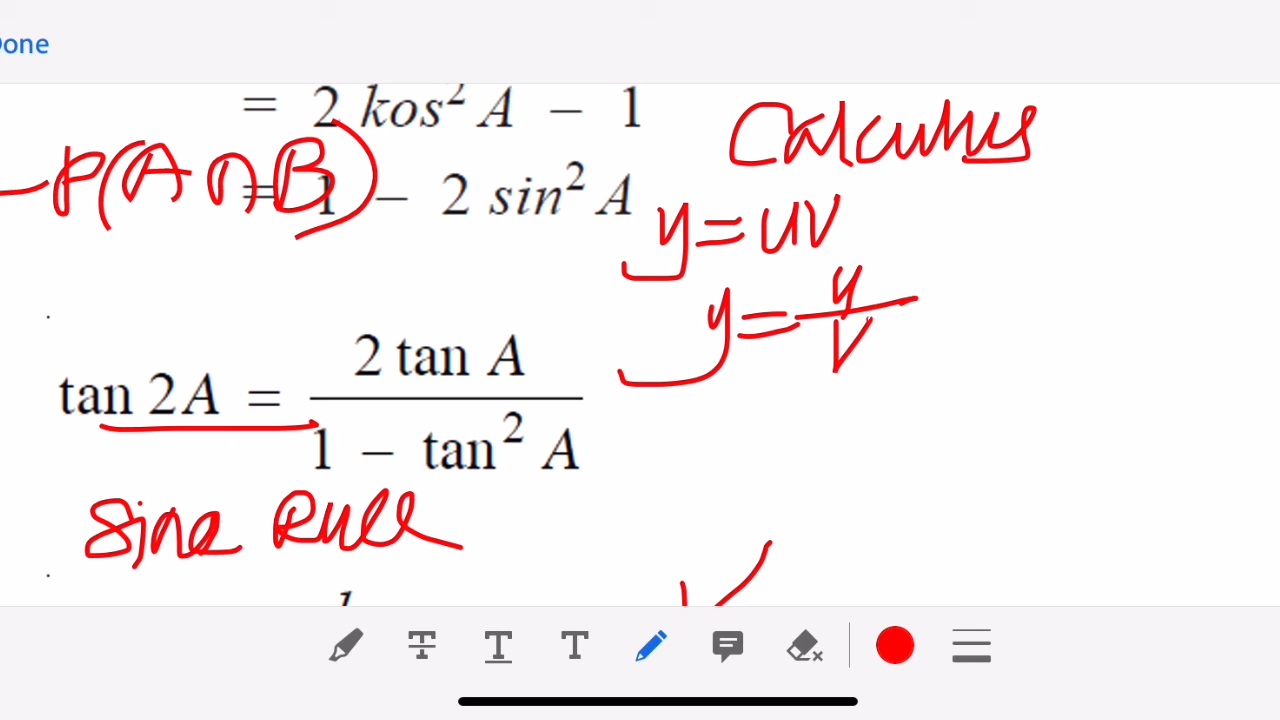 Done
= 2 kos² A − 1
Calculus
− P(A ∩ B)
= 1 − 2 sin² A
y = uv
y = u/v
tan 2A = 2 tan A / 1 − tan² A
Sine Rule